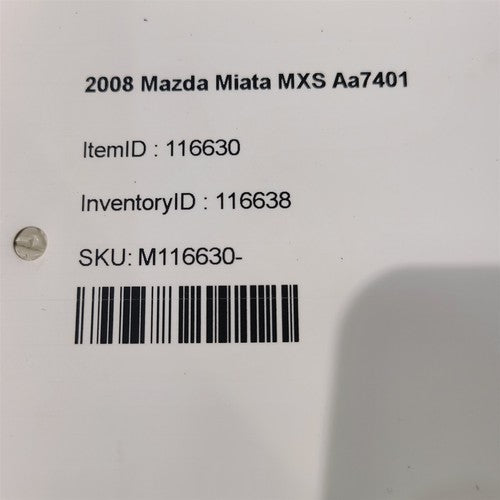 2008 Mazda Miata MXS Aa7401
ItemID : 116630
InventoryID : 116638
SKU: M116630-